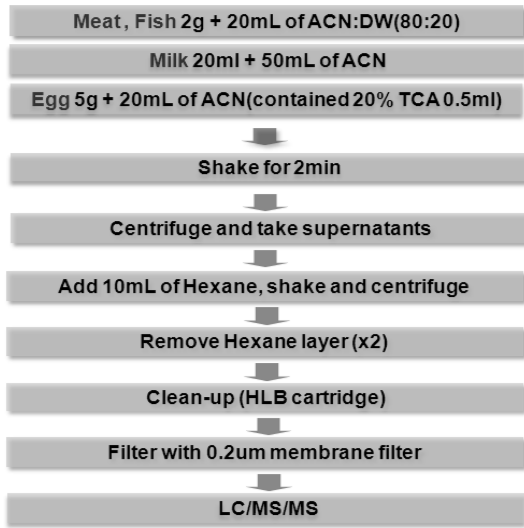 Meat , Fish 2g + 20mL of ACN:DW(80:20)
Milk 20ml + 50mL of ACN
Egg 5g + 20mL of ACN(contained 20% TCA 0.5ml)
Shake for 2min
Centrifuge and take supernatants
Add 10mL of Hexane, shake and centrifuge
Remove Hexane layer (x2)
Clean-up (HLB cartridge)
Filter with 0.2um membrane filter
LC/MS/MS